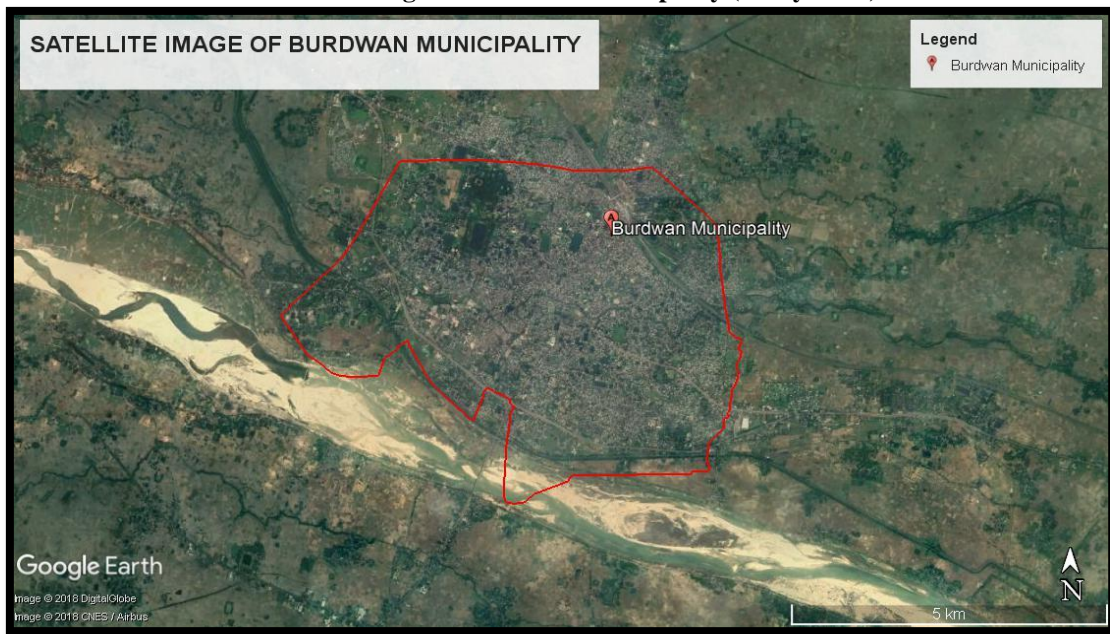 SATELLITE IMAGE OF BURDWAN MUNICIPALITY
Legend
Burdwan Municipality
Burdwan Municipality
Google Earth
Image © 2018 DigitalGlobe
Image © 2018 CNES / Airbus
N
5 km